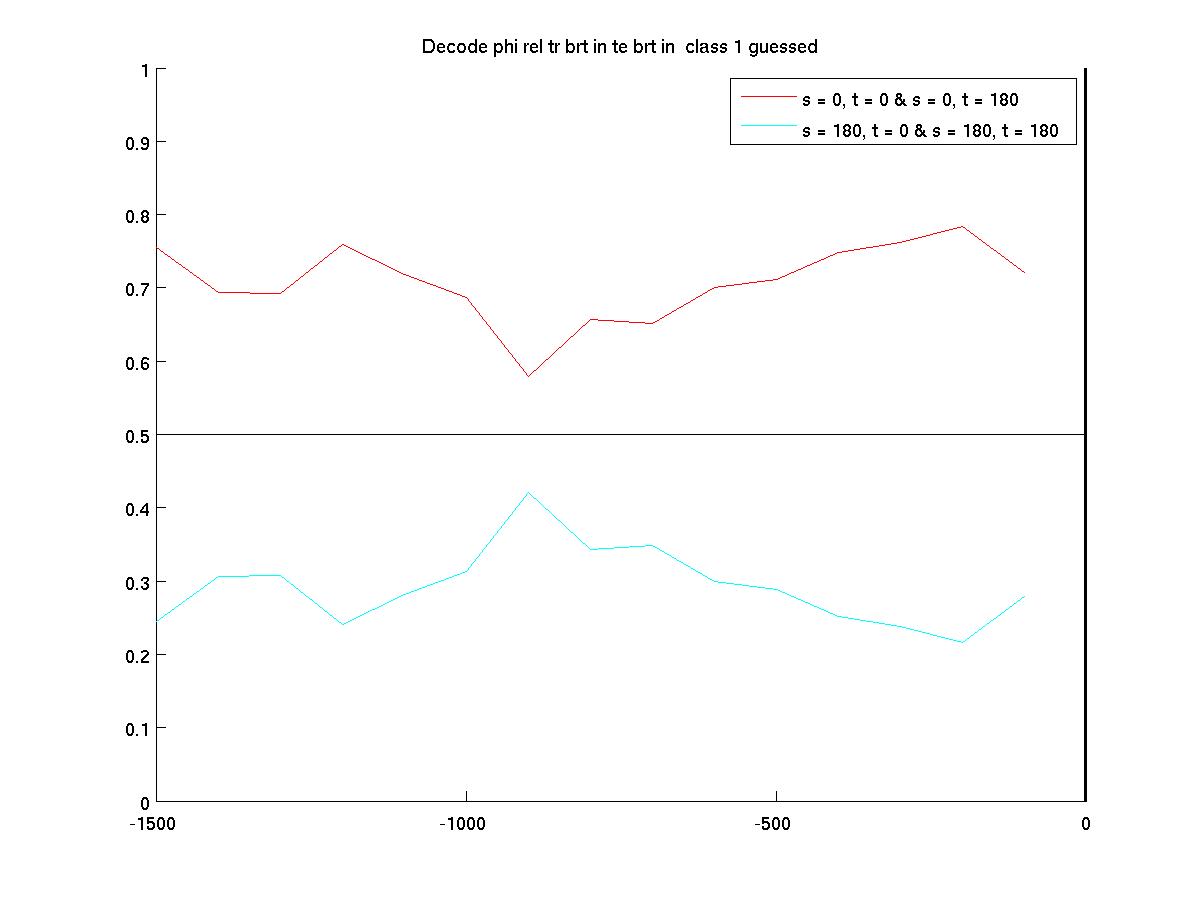 Decode phi rel tr brt in te brt in  class 1 guessed
s = 0, t = 0 & s = 0, t = 180
s = 180, t = 0 & s = 180, t = 180
1
0.9
0.8
0.7
0.6
0.5
0.4
0.3
0.2
0.1
0
-1500 -1000 -500 0